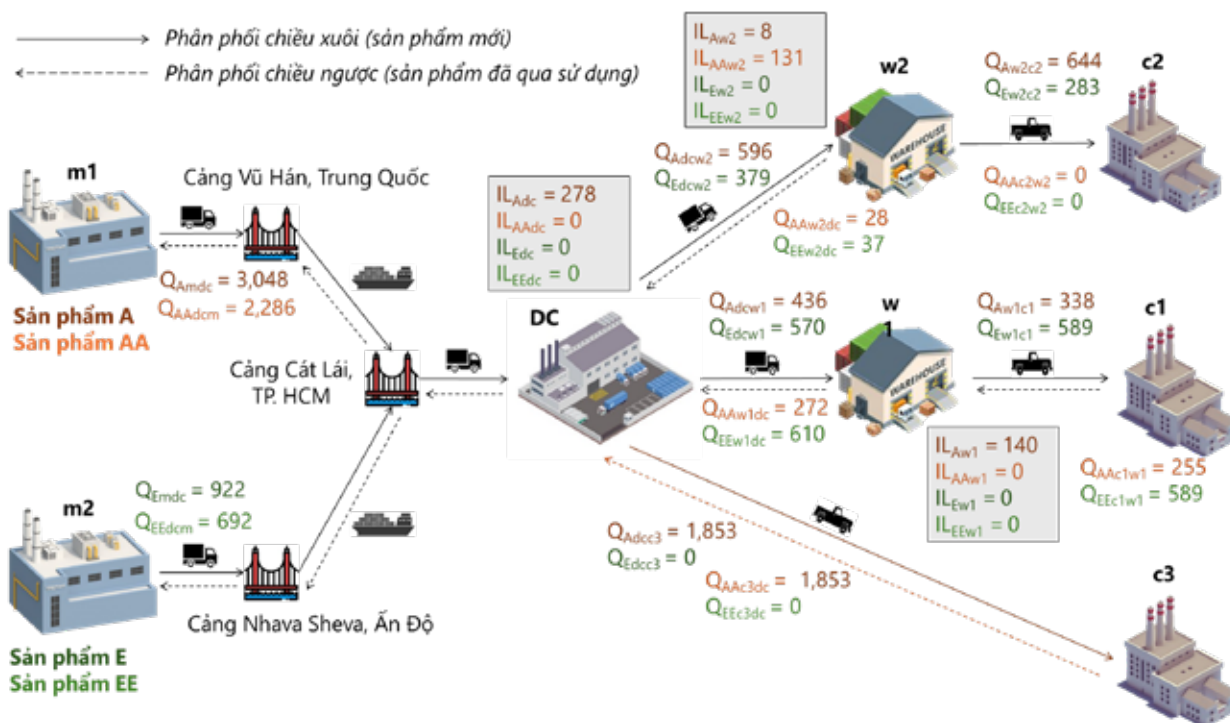 Phân phối chiều xuôi (sản phẩm mới)
Phân phối chiều ngược (sản phẩm đã qua sử dụng)
IL_Aw2 = 8
IL_AAw2 = 131
IL_Ew2 = 0
IL_EEw2 = 0
w2
Q_Aw2c2 = 644
Q_Ew2c2 = 283
c2
WAREHOUSE
Q_AAc2w2 = 0
Q_EEc2w2 = 0
Q_Adcw2 = 596
Q_Edcw2 = 379
Q_AAw2dc = 28
Q_EEw2dc = 37
m1
Cảng Vũ Hán, Trung Quốc
Q_Amdc = 3,048
Q_AAdcm = 2,286
Sản phẩm A
Sản phẩm AA
IL_Adc = 278
IL_AAdc = 0
IL_Edc = 0
IL_EEdc = 0
DC
Cảng Cát Lái,
TP. HCM
Q_Adcw1 = 436
Q_Edcw1 = 570
Q_AAw1dc = 272
Q_EEw1dc = 610
w
1
WAREHOUSE
Q_Aw1c1 = 338
Q_Ew1c1 = 589
c1
IL_Aw1 = 140
IL_AAw1 = 0
IL_Ew1 = 0
IL_EEw1 = 0
Q_AAc1w1 = 255
Q_EEc1w1 = 589
m2
Q_Emdc = 922
Q_EEdcm = 692
Cảng Nhava Sheva, Ấn Độ
Sản phẩm E
Sản phẩm EE
Q_Adcc3 = 1,853
Q_Edcc3 = 0
Q_AAc3dc = 1,853
Q_EEc3dc = 0
c3